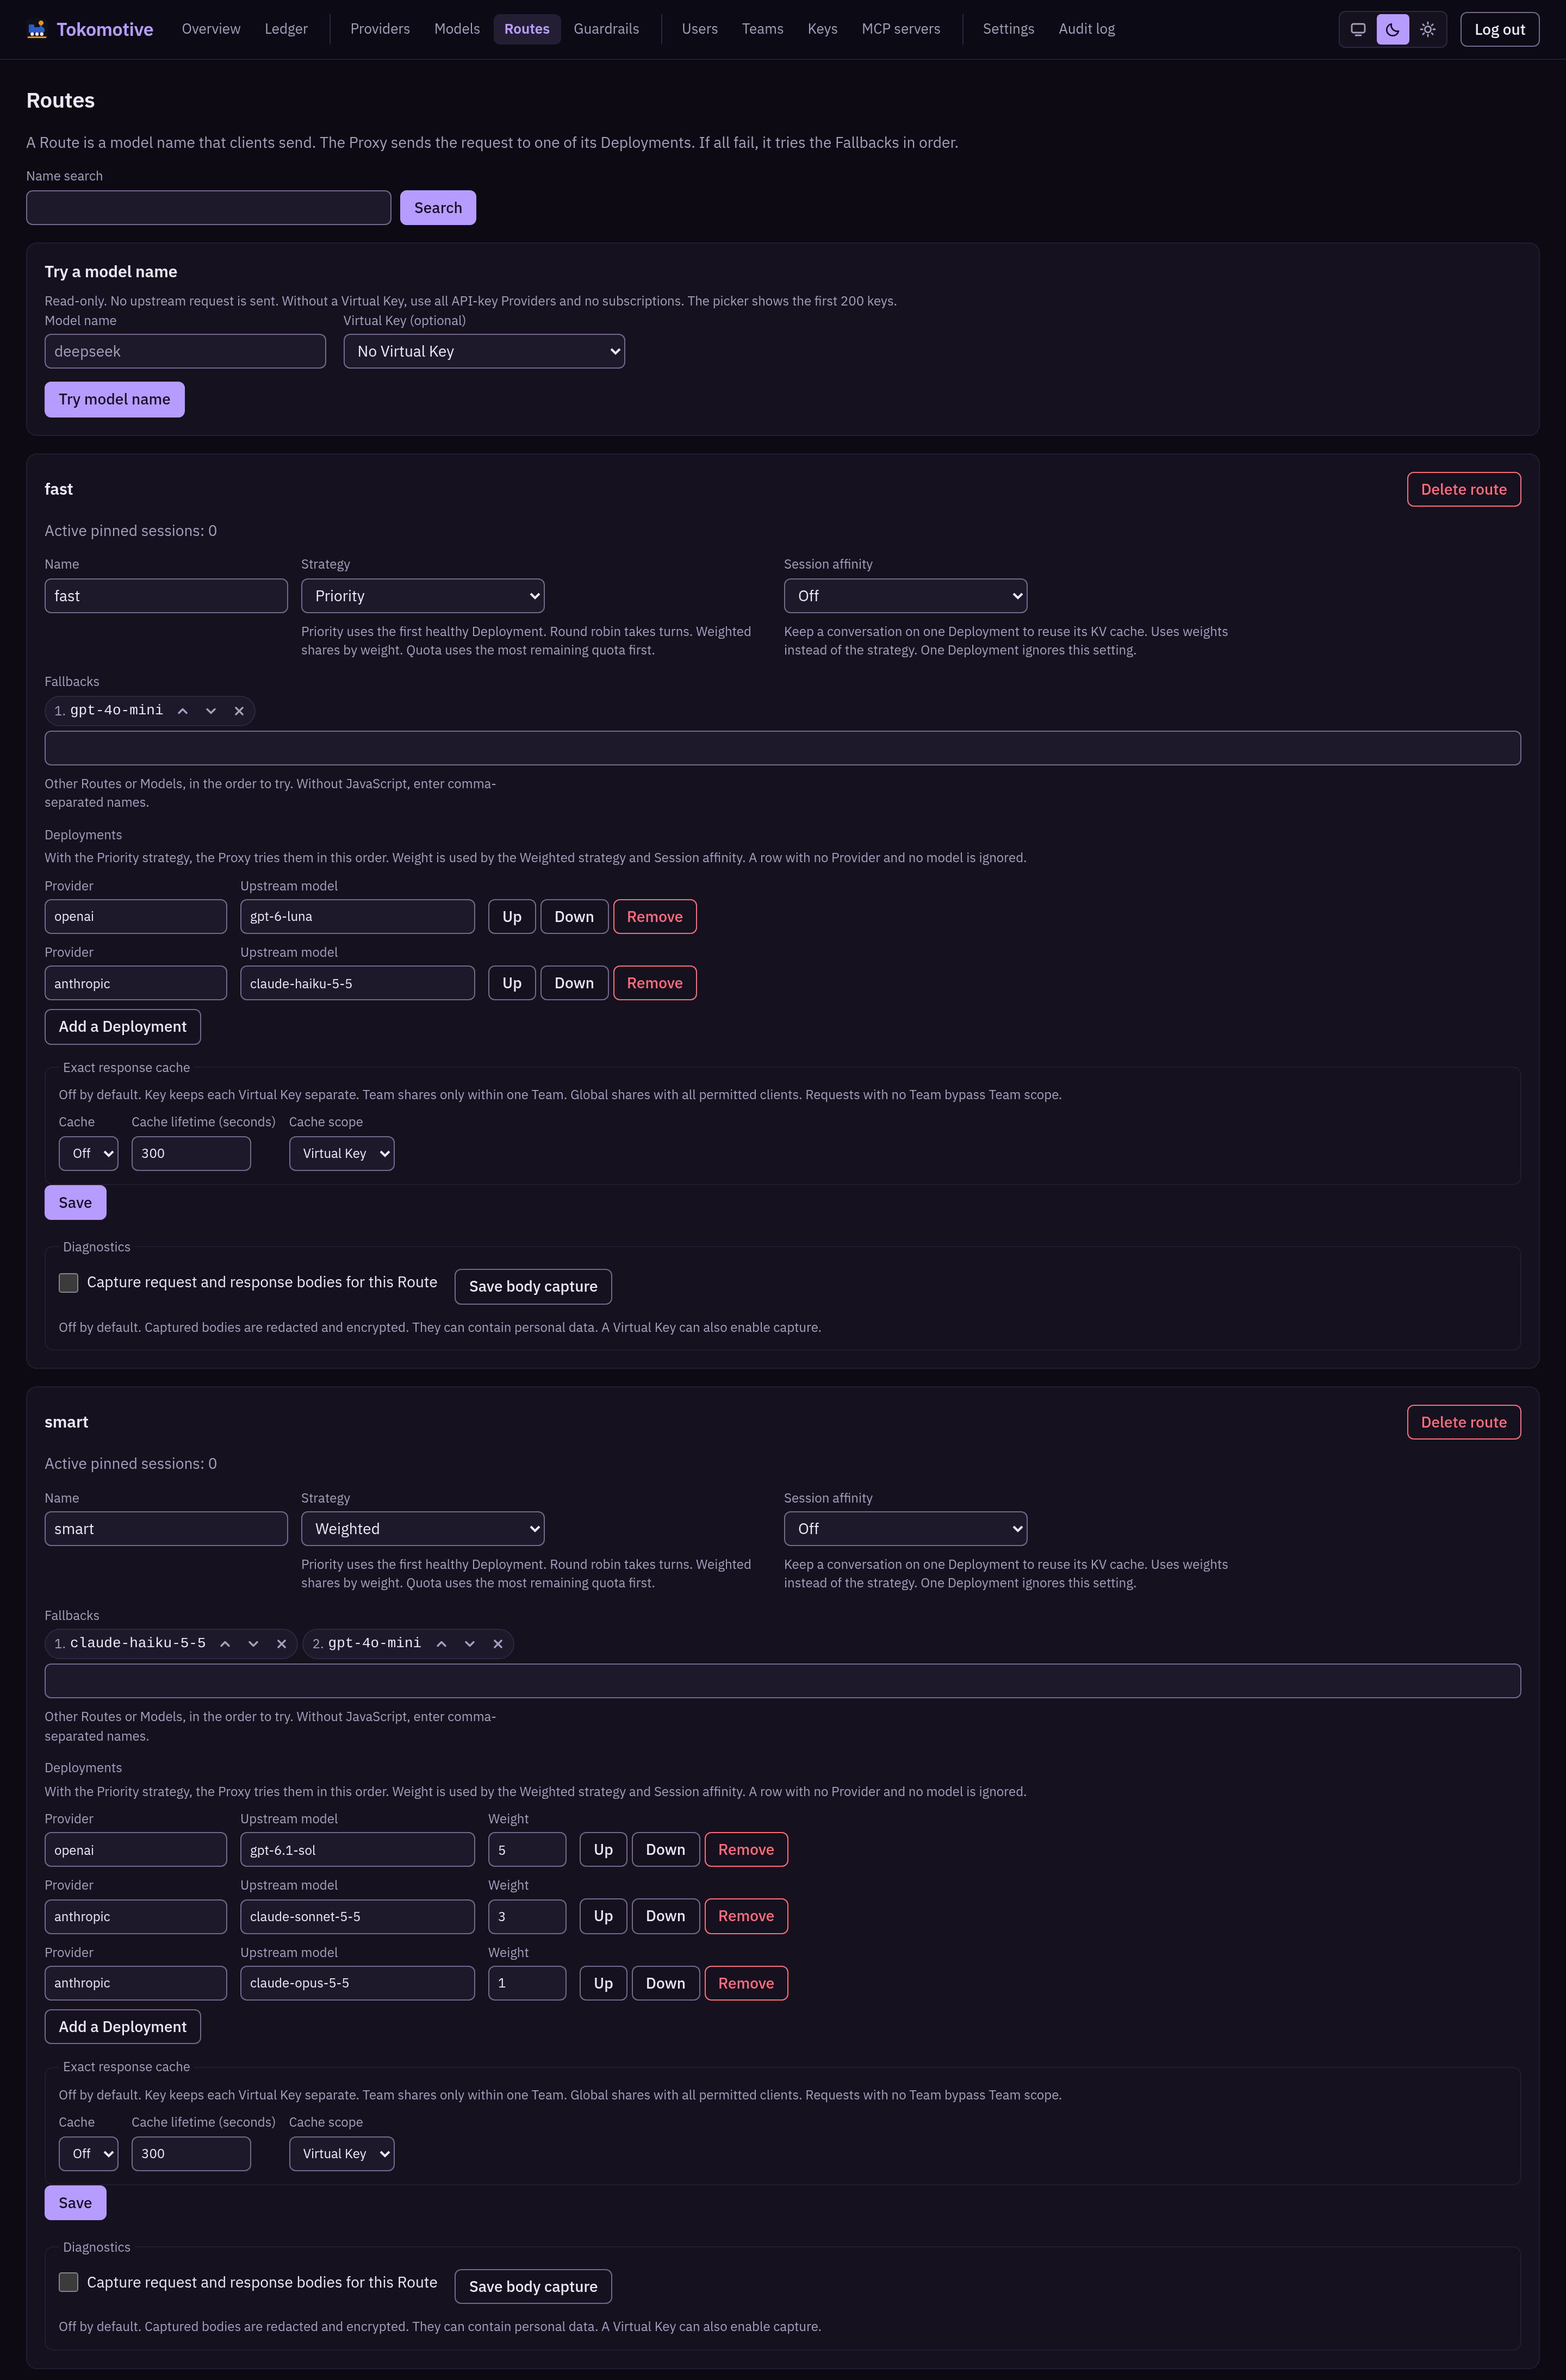 Tokomotive Overview Ledger Providers Models Routes Guardrails Users Teams Keys MCP servers Settings Audit log Log out
Routes
A Route is a model name that clients send. The Proxy sends the request to one of its Deployments. If all fail, it tries the Fallbacks in order.
Name search
Search
Try a model name
Read-only. No upstream request is sent. Without a Virtual Key, use all API-key Providers and no subscriptions. The picker shows the first 200 keys.
Model name Virtual Key (optional)
deepseek No Virtual Key
Try model name
fast Delete route
Active pinned sessions: 0
Name Strategy Session affinity
fast Priority Off
Priority uses the first healthy Deployment. Round robin takes turns. Weighted Keep a conversation on one Deployment to reuse its KV cache. Uses weights
shares by weight. Quota uses the most remaining quota first. instead of the strategy. One Deployment ignores this setting.
Fallbacks
1. gpt-4o-mini
Other Routes or Models, in the order to try. Without JavaScript, enter comma-
separated names.
Deployments
With the Priority strategy, the Proxy tries them in this order. Weight is used by the Weighted strategy and Session affinity. A row with no Provider and no model is ignored.
Provider Upstream model
openai gpt-6-luna Up Down Remove
Provider Upstream model
anthropic claude-haiku-5-5 Up Down Remove
Add a Deployment
Exact response cache
Off by default. Key keeps each Virtual Key separate. Team shares only within one Team. Global shares with all permitted clients. Requests with no Team bypass Team scope.
Cache Cache lifetime (seconds) Cache scope
Off 300 Virtual Key
Save
Diagnostics
Capture request and response bodies for this Route Save body capture
Off by default. Captured bodies are redacted and encrypted. They can contain personal data. A Virtual Key can also enable capture.
smart Delete route
Active pinned sessions: 0
Name Strategy Session affinity
smart Weighted Off
Priority uses the first healthy Deployment. Round robin takes turns. Weighted Keep a conversation on one Deployment to reuse its KV cache. Uses weights
shares by weight. Quota uses the most remaining quota first. instead of the strategy. One Deployment ignores this setting.
Fallbacks
1. claude-haiku-5-5 2. gpt-4o-mini
Other Routes or Models, in the order to try. Without JavaScript, enter comma-
separated names.
Deployments
With the Priority strategy, the Proxy tries them in this order. Weight is used by the Weighted strategy and Session affinity. A row with no Provider and no model is ignored.
Provider Upstream model Weight
openai gpt-6.1-sol 5 Up Down Remove
Provider Upstream model Weight
anthropic claude-sonnet-5-5 3 Up Down Remove
Provider Upstream model Weight
anthropic claude-opus-5-5 1 Up Down Remove
Add a Deployment
Exact response cache
Off by default. Key keeps each Virtual Key separate. Team shares only within one Team. Global shares with all permitted clients. Requests with no Team bypass Team scope.
Cache Cache lifetime (seconds) Cache scope
Off 300 Virtual Key
Save
Diagnostics
Capture request and response bodies for this Route Save body capture
Off by default. Captured bodies are redacted and encrypted. They can contain personal data. A Virtual Key can also enable capture.